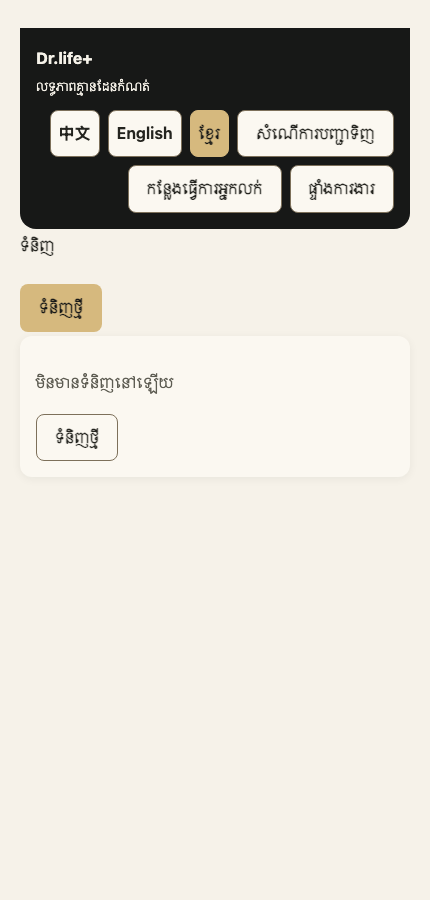 Dr.life+
លទ្ធភាពគ្មានដែនកំណត់
中文 English ខ្មែរ សំណើការបញ្ជាទិញ
កន្លែងធ្វើការអ្នកលក់ ផ្ទាំងការងារ
ទំនិញ
ទំនិញថ្មី
មិនមានទំនិញនៅឡើយ
ទំនិញថ្មី